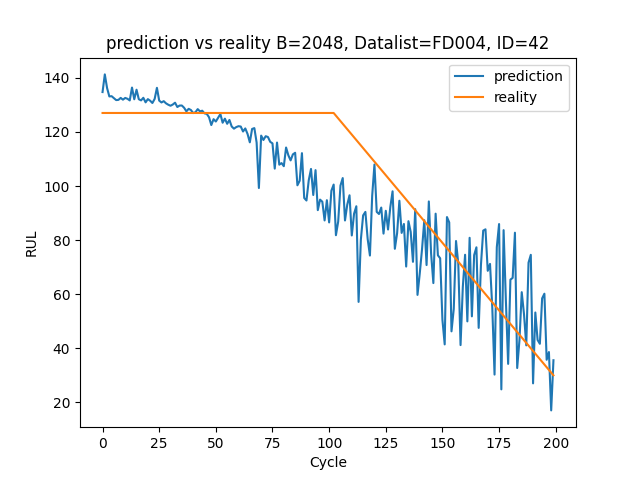 prediction vs reality B=2048, Datalist=FD004, ID=42
prediction
reality
RUL
140
120
100
80
60
40
20
0 25 50 75 100 125 150 175 200
Cycle